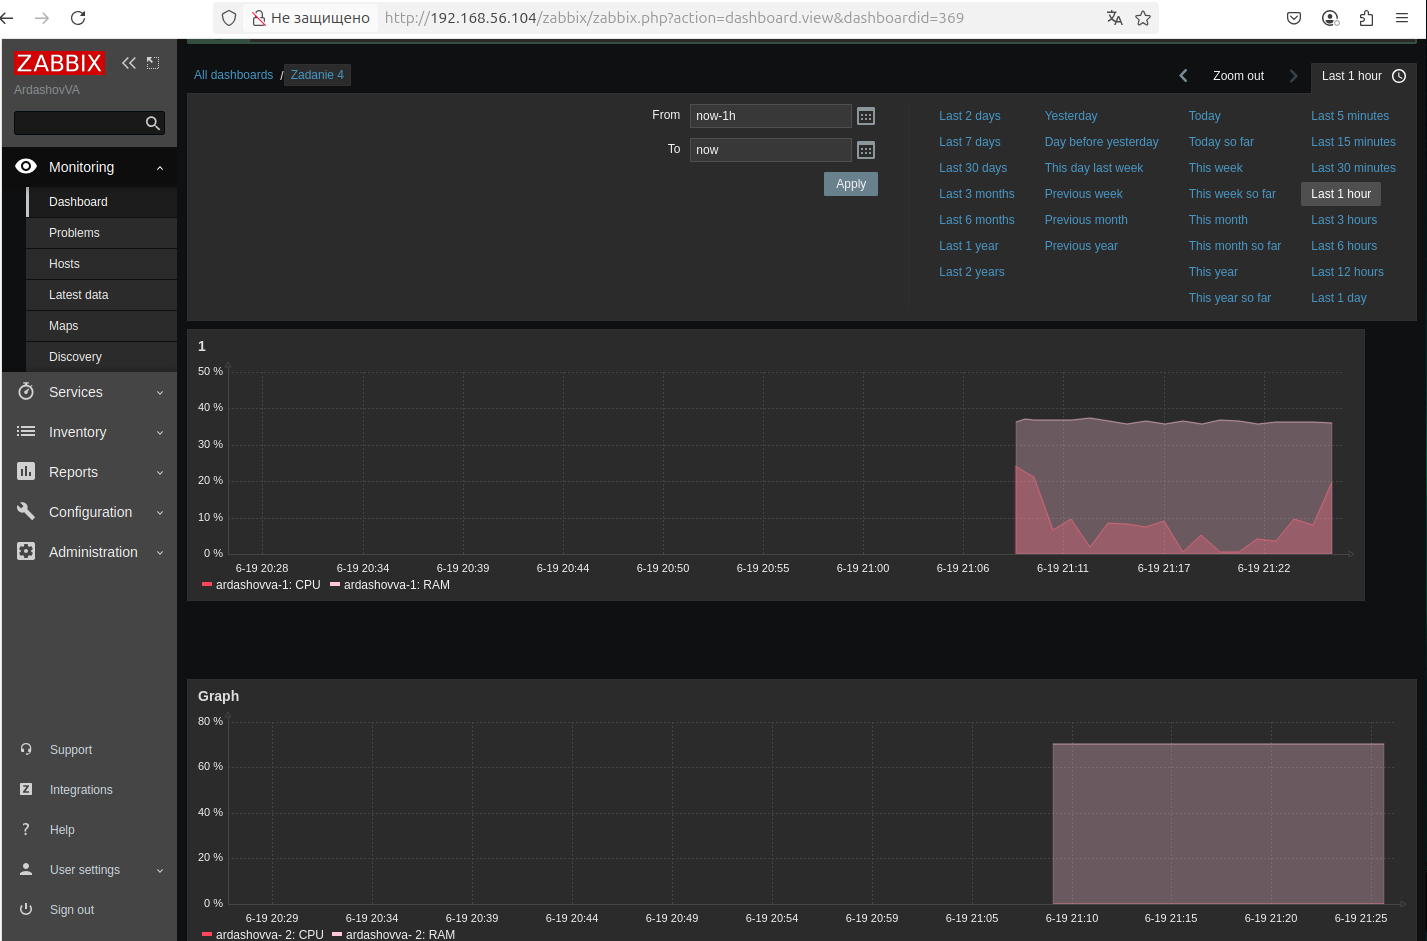 Не защищено http://192.168.56.104/zabbix/zabbix.php?action=dashboard.view&dashboardid=369
ZABBIX
ArdashovVA
Monitoring
Dashboard
Problems
Hosts
Latest data
Maps
Discovery
Services
Inventory
Reports
Configuration
Administration
Support
Z Integrations
? Help
User settings
Sign out
All dashboards / Zadanie 4
Zoom out
Last 1 hour
From now-1h
To now
Apply
Last 2 days Yesterday Today Last 5 minutes
Last 7 days Day before yesterday Today so far Last 15 minutes
Last 30 days This day last week This week Last 30 minutes
Last 3 months Previous week This week so far Last 1 hour
Last 6 months Previous month This month Last 3 hours
Last 1 year Previous year This month so far Last 6 hours
Last 2 years This year Last 12 hours
This year so far Last 1 day
1
50 %
40 %
30 %
20 %
10 %
0 %
6-19 20:28 6-19 20:34 6-19 20:39 6-19 20:44 6-19 20:50 6-19 20:55 6-19 21:00 6-19 21:06 6-19 21:11 6-19 21:17 6-19 21:22
ardashovva-1: CPU ardashovva-1: RAM
Graph
80 %
60 %
40 %
20 %
0 %
6-19 20:29 6-19 20:34 6-19 20:39 6-19 20:44 6-19 20:49 6-19 20:54 6-19 20:59 6-19 21:05 6-19 21:10 6-19 21:15 6-19 21:20 6-19 21:25
ardashovva- 2: CPU ardashovva- 2: RAM